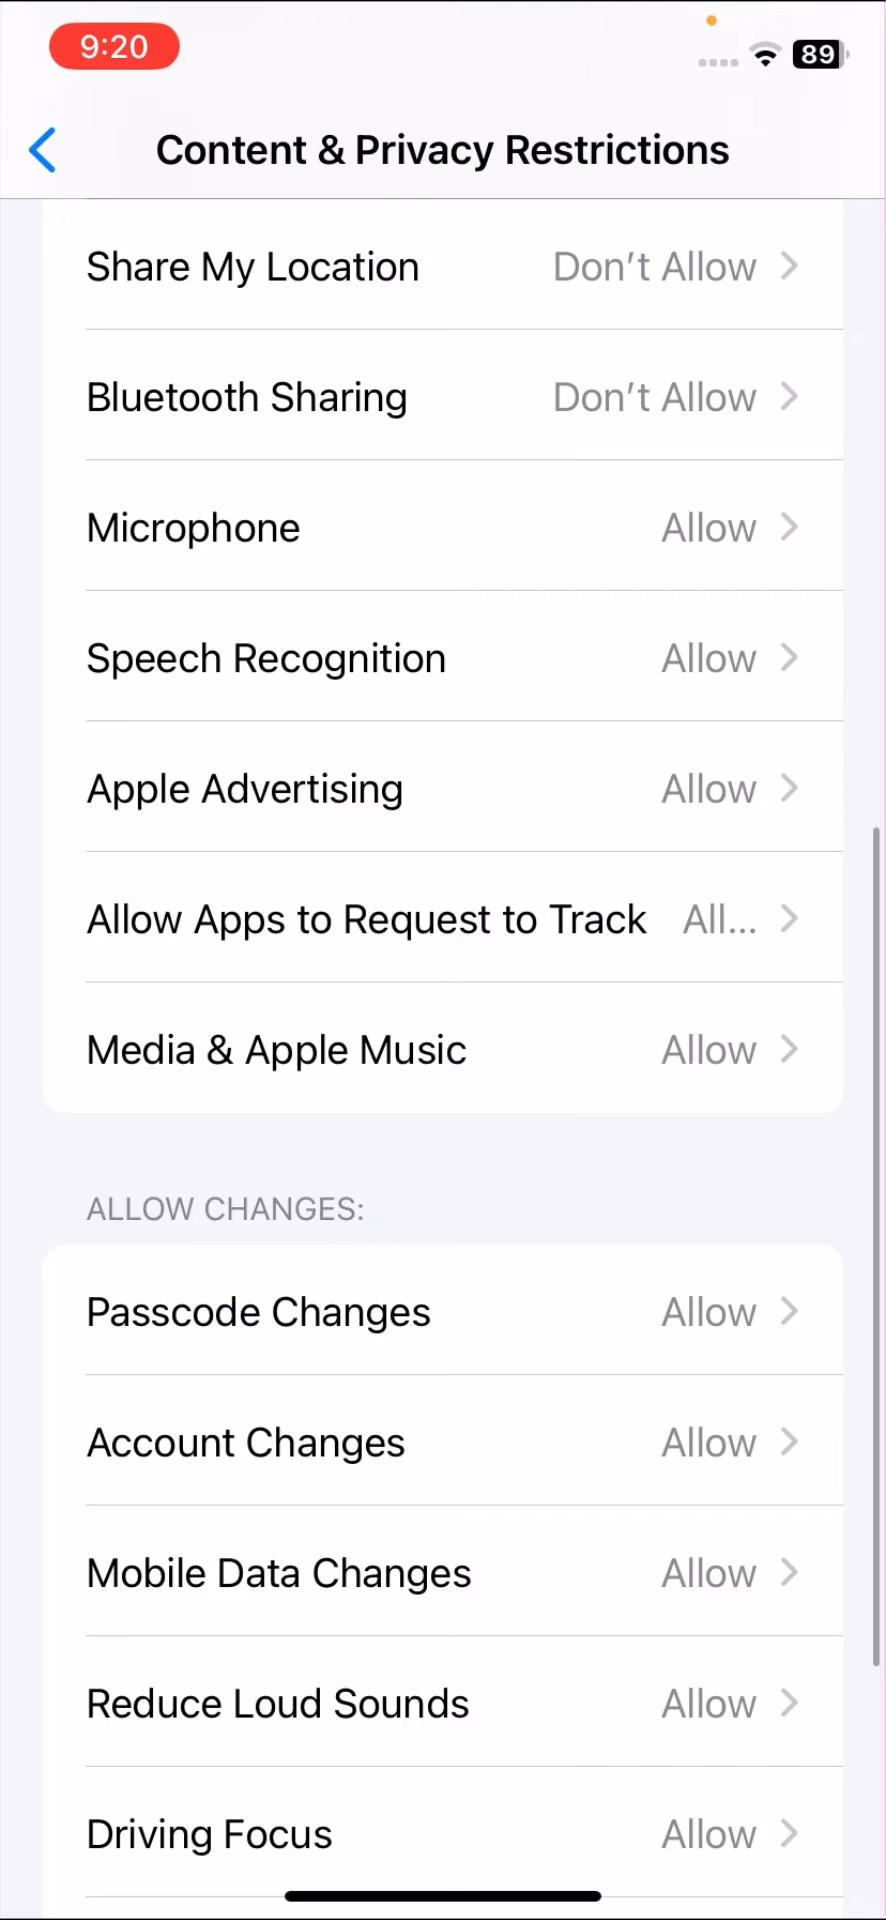 9:20
89
Content & Privacy Restrictions
Share My Location Don’t Allow
Bluetooth Sharing Don’t Allow
Microphone Allow
Speech Recognition Allow
Apple Advertising Allow
Allow Apps to Request to Track All...
Media & Apple Music Allow
ALLOW CHANGES:
Passcode Changes Allow
Account Changes Allow
Mobile Data Changes Allow
Reduce Loud Sounds Allow
Driving Focus Allow